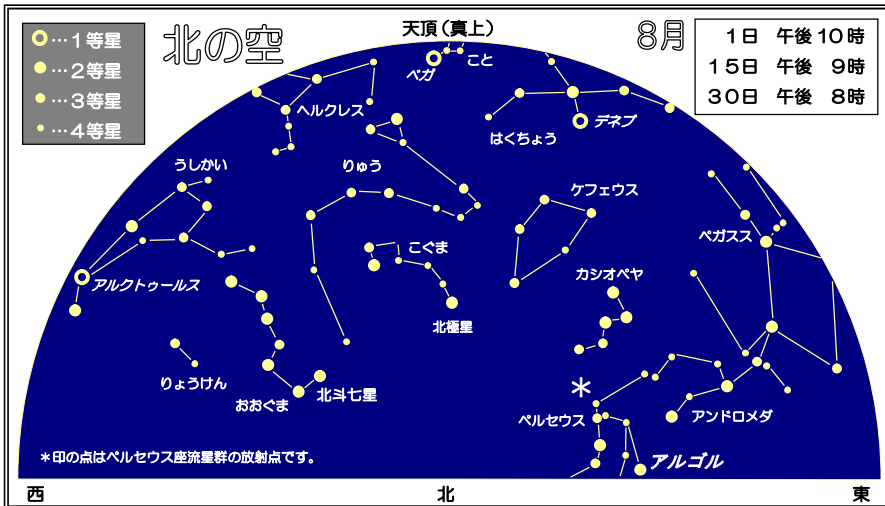 …1等星
…2等星
…3等星
…4等星
北の空
天頂（真上）
8月
1日 午後10時
15日 午後 9時
30日 午後 8時
ベガ
こと
ヘルクレス
はくちょう
デネブ
うしかい
りゅう
ケフェウス
ペガスス
こぐま
アルクトゥールス
カシオペヤ
北極星
りょうけん
おおぐま
北斗七星
＊
ペルセウス
アンドロメダ
アルゴル
＊印の点はペルセウス座流星群の放射点です。
西
北
東